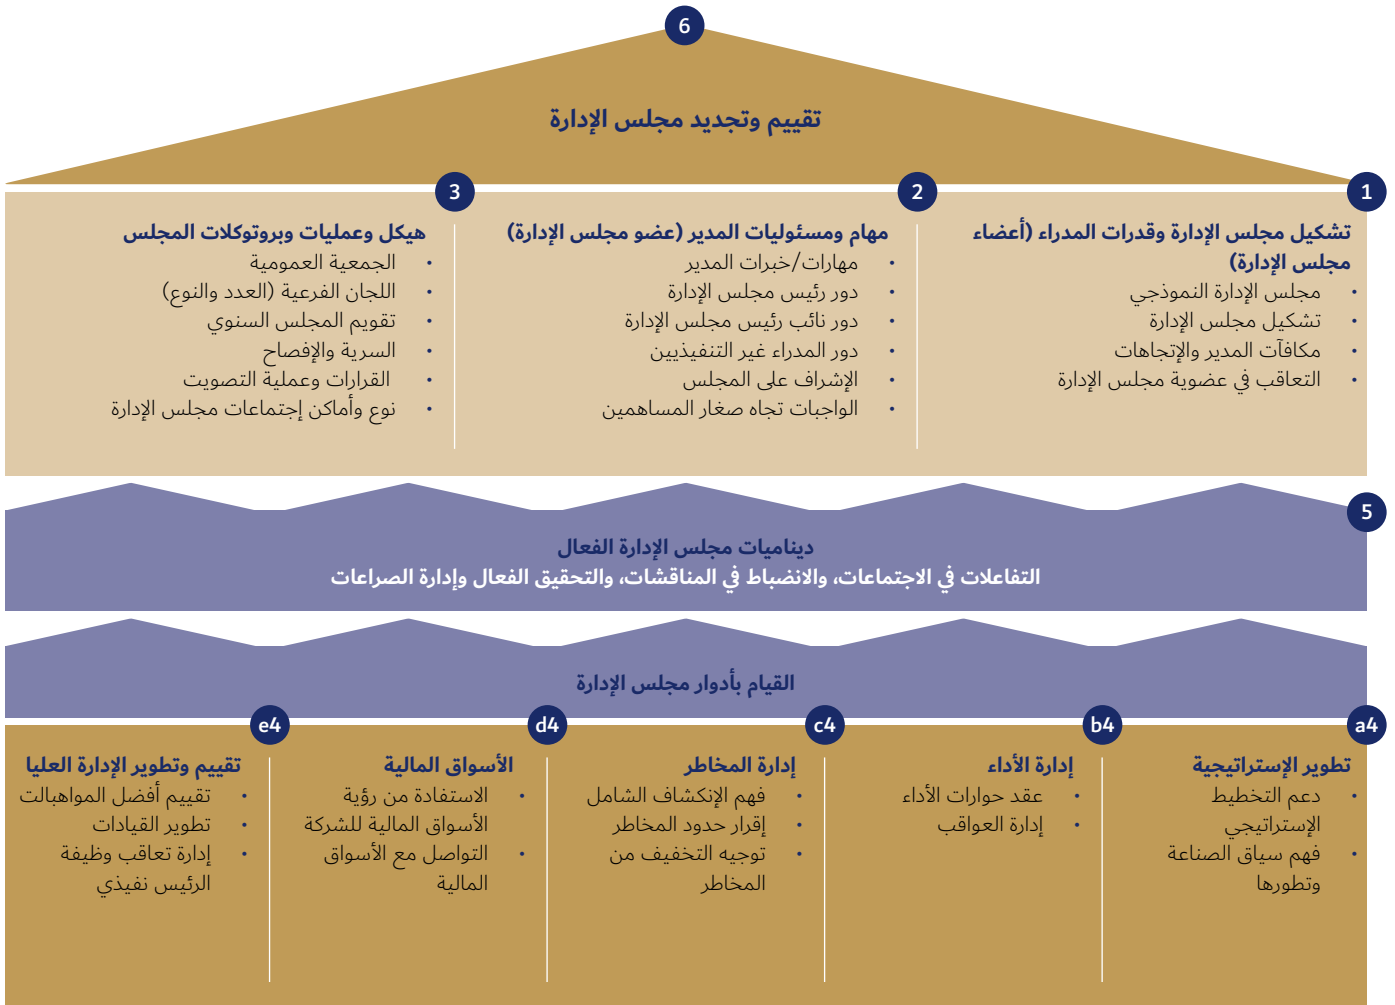 6
تقييم وتجديد مجلس الإدارة
1
تشكيل مجلس الإدارة وقدرات المدراء (أعضاء
مجلس الإدارة)
• مجلس الإدارة النموذجي
• تشكيل مجلس الإدارة
• مكافآت المدير والإتجاهات
• التعاقب في عضوية مجلس الإدارة
2
مهام ومسئوليات المدير (عضو مجلس الإدارة)
• مهارات/خبرات المدير
• دور رئيس مجلس الإدارة
• دور نائب رئيس مجلس الإدارة
• دور المدراء غير التنفيذيين
• الإشراف على المجلس
• الواجبات تجاه صغار المساهمين
3
هيكل وعمليات وبروتوكلات المجلس
• الجمعية العمومية
• اللجان الفرعية (العدد والنوع)
• تقويم المجلس السنوي
• السرية والإفصاح
• القرارات وعملية التصويت
• نوع وأماكن إجتماعات مجلس الإدارة
5
ديناميات مجلس الإدارة الفعال
التفاعلات في الاجتماعات، والانضباط في المناقشات، والتحقيق الفعال وإدارة الصراعات
القيام بأدوار مجلس الإدارة
a4
تطوير الإستراتيجية
• دعم التخطيط
الإستراتيجي
• فهم سياق الصناعة
وتطورها
b4
إدارة الأداء
• عقد حوارات الأداء
• إدارة العواقب
c4
إدارة المخاطر
• فهم الإنكشاف الشامل
• إقرار حدود المخاطر
• توجيه التخفيف من
المخاطر
d4
الأسواق المالية
• الاستفادة من رؤية
الأسواق المالية للشركة
• التواصل مع الأسواق
المالية
e4
تقييم وتطوير الإدارة العليا
• تقييم أفضل المواهبالت
• تطوير القيادات
• إدارة تعاقب وظيفة
الرئيس نفيذي